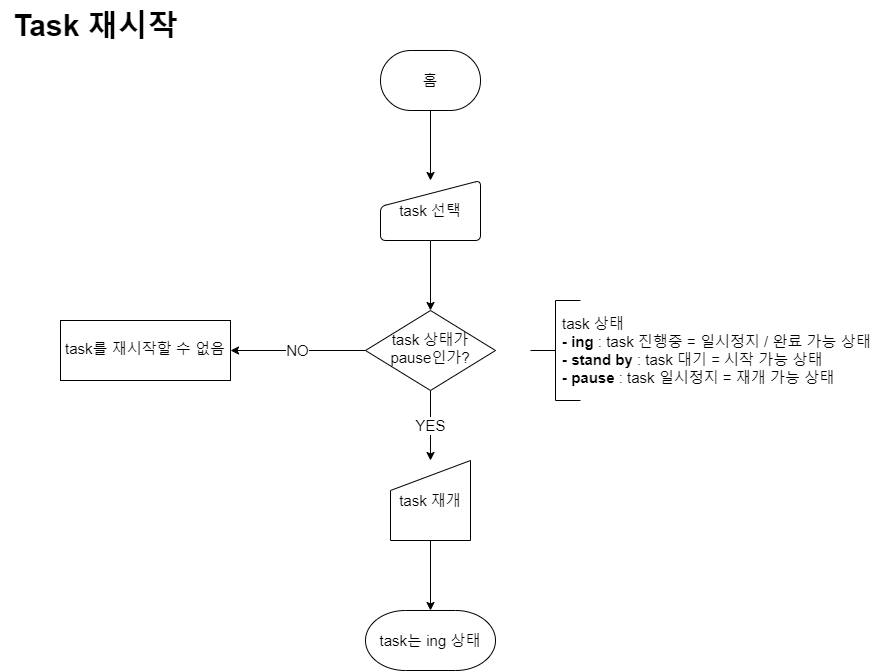 Task 재시작
홈
task 선택
task 상태가
pause인가?
NO
task를 재시작할 수 없음
task 상태
- ing : task 진행중 = 일시정지 / 완료 가능 상태
- stand by : task 대기 = 시작 가능 상태
- pause : task 일시정지 = 재개 가능 상태
YES
task 재개
task는 ing 상태